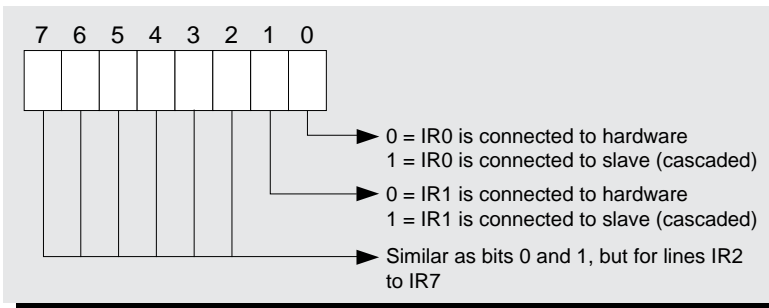 7 6 5 4 3 2 1 0
0 = IR0 is connected to hardware
1 = IR0 is connected to slave (cascaded)
0 = IR1 is connected to hardware
1 = IR1 is connected to slave (cascaded)
Similar as bits 0 and 1, but for lines IR2
to IR7